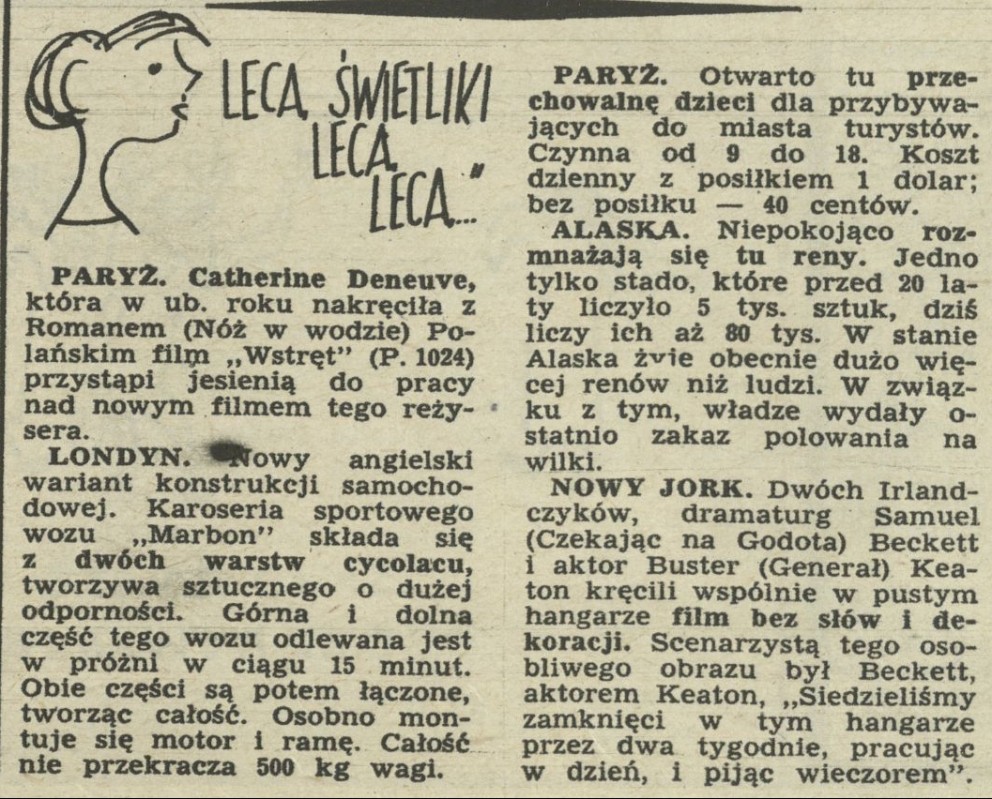 LECĄ, ŚWIETLIKI
LECĄ,
LECĄ..."
PARYŻ. Catherine Deneuve,
która w ub. roku nakręciła z
Romanem (Nóż w wodzie) Po-
lańskim film „Wstręt” (P. 1024)
przystąpi jesienią do pracy
nad nowym filmem tego reży-
sera.
LONDYN. Nowy angielski
wariant konstrukcji samocho-
dowej. Karoseria sportowego
wozu „Marbon” składa się
z dwóch warstw cycolacu,
tworzywa sztucznego o dużej
odporności. Górna i dolna
część tego wozu odlewana jest
w próżni w ciągu 15 minut.
Obie części są potem łączone,
tworząc całość. Osobno mon-
tuje się motor i ramę. Całość
nie przekracza 500 kg wagi.
PARYŻ. Otwarto tu prze-
chowalnę dzieci dla przybywa-
jących do miasta turystów.
Czynna od 9 do 18. Koszt
dzienny z posiłkiem 1 dolar;
bez posiłku — 40 centów.
ALASKA. Niepokojąco roz-
mnażają się tu reny. Jedno
tylko stado, które przed 20 la-
ty liczyło 5 tys. sztuk, dziś
liczy ich aż 80 tys. W stanie
Alaska żyie obecnie dużo wię-
cej renów niż ludzi. W związ-
ku z tym, władze wydały o-
statnio zakaz polowania na
wilki.
NOWY JORK. Dwóch Irland-
czyków, dramaturg Samuel
(Czekając na Godota) Beckett
i aktor Buster (Generał) Kea-
ton kręcili wspólnie w pustym
hangarze film bez słów i de-
koracji. Scenarzystą tego oso-
bliwego obrazu był Beckett,
aktorem Keaton, „Siedzieliśmy
zamknięci w tym hangarze
przez dwa tygodnie, pracując
w dzień, i pijąc wieczorem”.